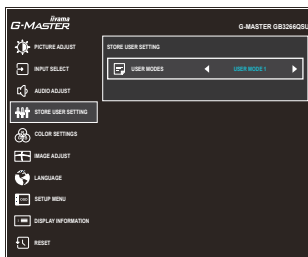 iiyama
G-MASTER
G-MASTER GB3266QSU
PICTURE ADJUST
STORE USER SETTING
INPUT SELECT
USER MODES
USER MODE 1
AUDIO ADJUST
STORE USER SETTING
COLOR SETTINGS
IMAGE ADJUST
LANGUAGE
OSD
SETUP MENU
DISPLAY INFORMATION
RESET